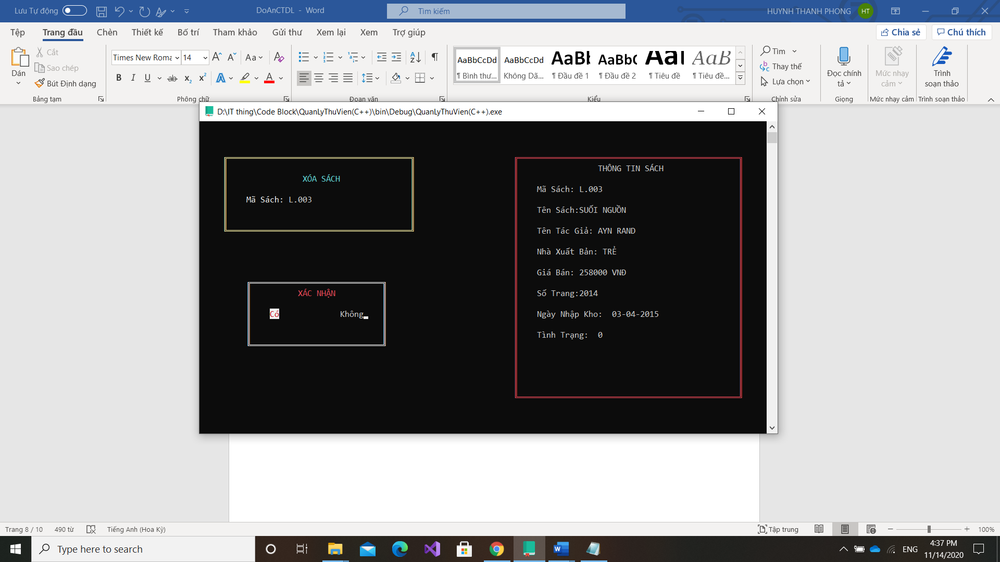 Lưu Tự động
DoAnCTDL - Word
Tìm kiếm
HUYNH THANH PHONG
HT
Tệp
Trang đầu
Chèn
Thiết kế
Bố trí
Tham khảo
Gửi thư
Xem lại
Xem
Trợ giúp
Chia sẻ
Chú thích
Dán
Cắt
Sao chép
Bút Định dạng
Bảng tạm
Times New Roma
14
Phông chữ
Đoạn văn
AaBbCcDd
¶ Bình thư...
AaBbCcDd
Không Dã...
¶ Đầu đề 1
¶ Đầu đề 2
¶ Tiêu đề
¶ Tiêu đề...
Kiểu
Tìm
Thay thế
Lựa chọn
Chỉnh sửa
Đọc chính
tả
Giọng
Mức nhạy
cảm
Mức nhạy cảm
Trình
soạn thảo
Trình soạn thảo
D:\IT thing\Code Block\QuanLyThuVien(C++)\bin\Debug\QuanLyThuVien(C++).exe
XÓA SÁCH
Mã Sách: L.003
XÁC NHẬN
Có Không
THÔNG TIN SÁCH
Mã Sách: L.003
Tên Sách:SUỐI NGUỒN
Tên Tác Giả: AYN RAND
Nhà Xuất Bản: TRẺ
Giá Bán: 258000 VNĐ
Số Trang:2014
Ngày Nhập Kho: 03-04-2015
Tình Trạng: 0
Trang 8 / 10
490 từ
Tiếng Anh (Hoa Kỳ)
Tập trung
100%
Type here to search
ENG
4:37 PM
11/14/2020